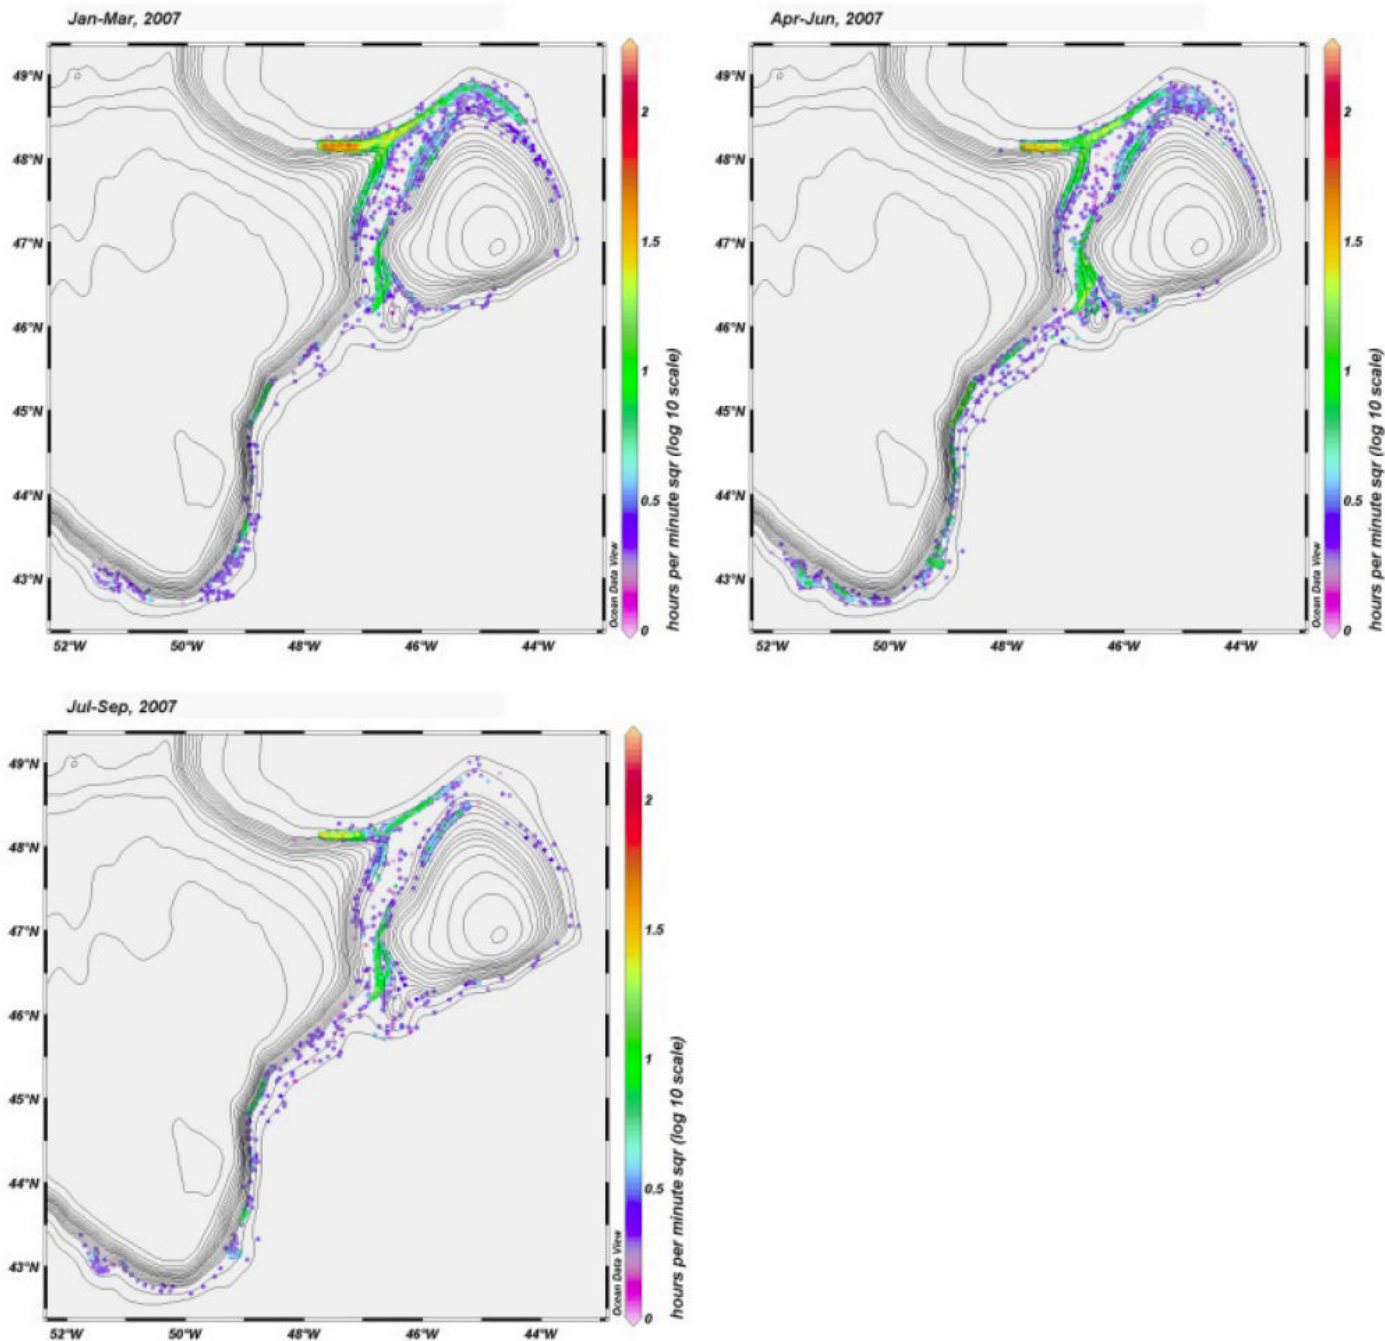 Jan-Mar, 2007
49°N
48°N
47°N
46°N
45°N
44°N
43°N
52°W 50°W 48°W 46°W 44°W
Ocean Data View
2
1.5
1
0.5
0
hours per minute sqr (log 10 scale)
Apr-Jun, 2007
49°N
48°N
47°N
46°N
45°N
44°N
43°N
52°W 50°W 48°W 46°W 44°W
Ocean Data View
2
1.5
1
0.5
0
hours per minute sqr (log 10 scale)
Jul-Sep, 2007
49°N
48°N
47°N
46°N
45°N
44°N
43°N
52°W 50°W 48°W 46°W 44°W
Ocean Data View
2
1.5
1
0.5
0
hours per minute sqr (log 10 scale)